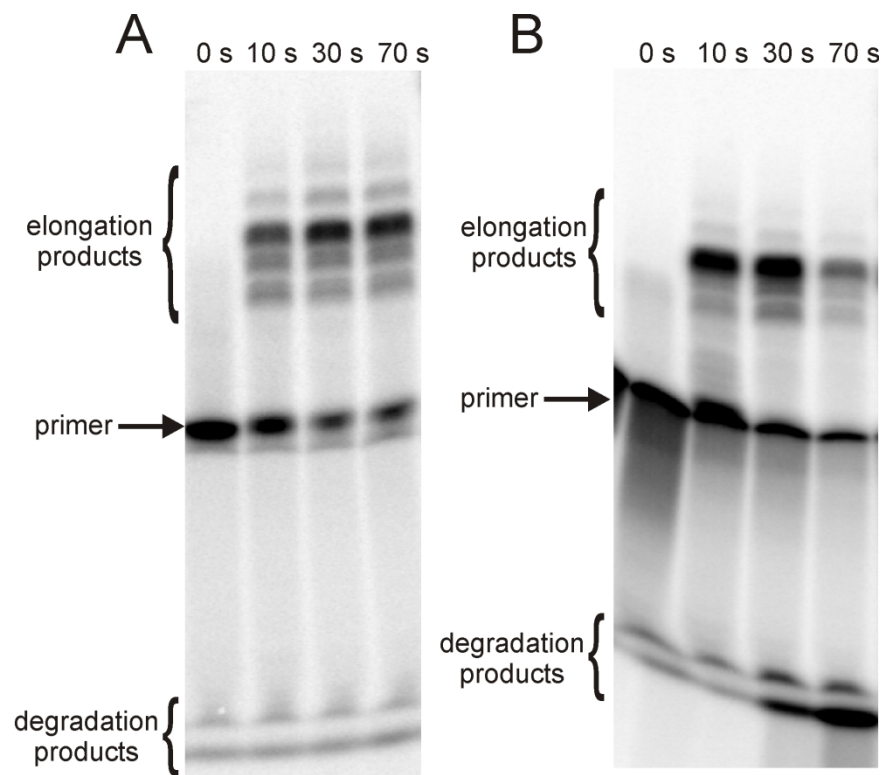 A
0 s 10 s 30 s 70 s
elongation
products
primer
degradation
products
B
0 s 10 s 30 s 70 s
elongation
products
primer
degradation
products